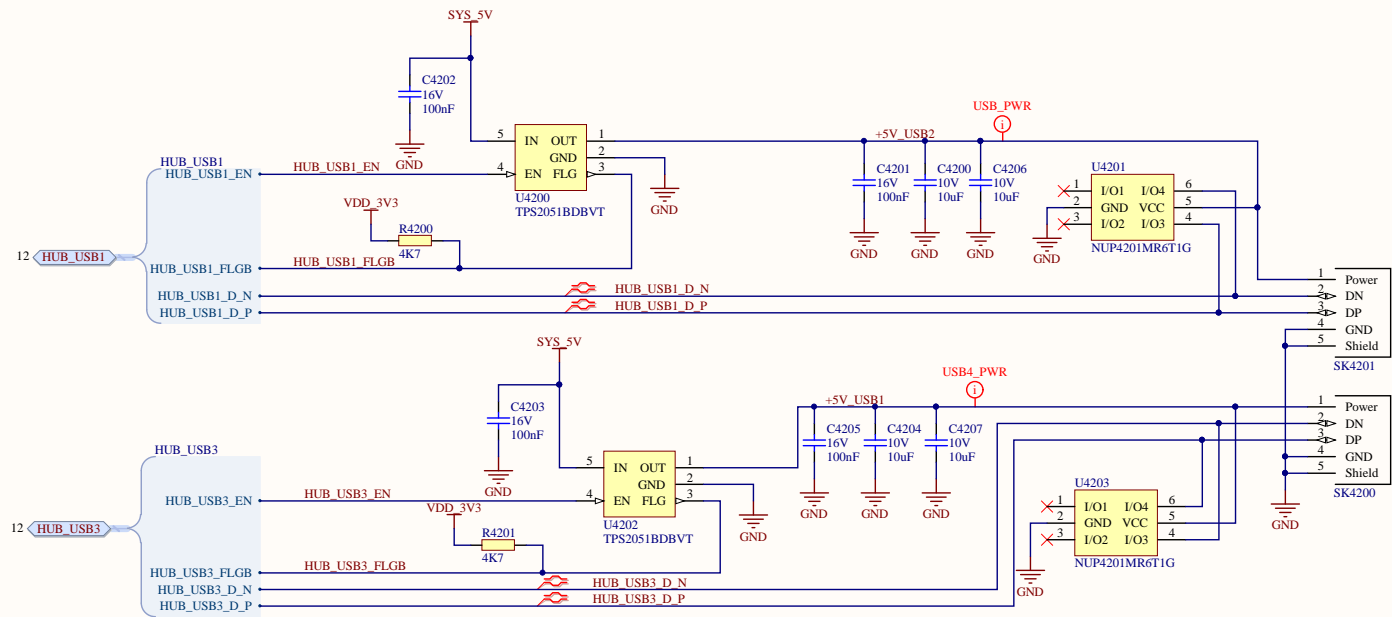 SYS_5V
C4202
16V
100nF
GND
5 IN OUT 1
GND 2
4 EN FLG 3
U4200
TPS2051BDBVT
GND
HUB_USB1
HUB_USB1_EN
HUB_USB1_EN
VDD_3V3
R4200
4K7
12 HUB_USB1
HUB_USB1_FLGB
HUB_USB1_FLGB
HUB_USB1_D_N
HUB_USB1_D_N
HUB_USB1_D_P
HUB_USB1_D_P
USB_PWR
i
+5V_USB2
C4201
16V
100nF
GND
C4200
10V
10uF
GND
C4206
10V
10uF
GND
U4201
1 I/O1 I/O4 6
2 GND VCC 5
3 I/O2 I/O3 4
NUP4201MR6T1G
GND
1 Power
2 DN
3 DP
4 GND
5 Shield
SK4201
SYS_5V
C4203
16V
100nF
GND
5 IN OUT 1
GND 2
4 EN FLG 3
U4202
TPS2051BDBVT
GND
HUB_USB3
HUB_USB3_EN
HUB_USB3_EN
VDD_3V3
R4201
4K7
12 HUB_USB3
HUB_USB3_FLGB
HUB_USB3_FLGB
HUB_USB3_D_N
HUB_USB3_D_N
HUB_USB3_D_P
HUB_USB3_D_P
USB4_PWR
i
+5V_USB1
C4205
16V
100nF
GND
C4204
10V
10uF
GND
C4207
10V
10uF
GND
U4203
1 I/O1 I/O4 6
2 GND VCC 5
3 I/O2 I/O3 4
NUP4201MR6T1G
GND
1 Power
2 DN
3 DP
4 GND
5 Shield
SK4200
GND